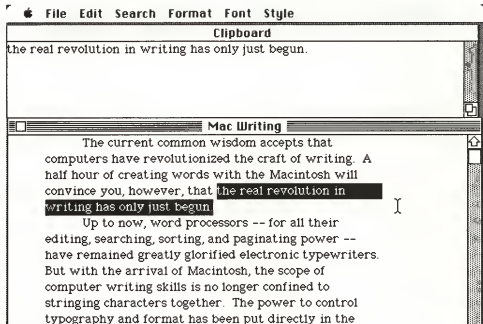 File Edit Search Format Font Style
Clipboard
the real revolution in writing has only just begun.
Mac Writing
The current common wisdom accepts that
computers have revolutionized the craft of writing. A
half hour of creating words with the Macintosh will
convince you, however, that the real revolution in
writing has only just begun
Up to now, word processors -- for all their
editing, searching, sorting, and paginating power --
have remained greatly glorified electronic typewriters.
But with the arrival of Macintosh, the scope of
computer writing skills is no longer confined to
stringing characters together. The power to control
typography and format has been put directly in the